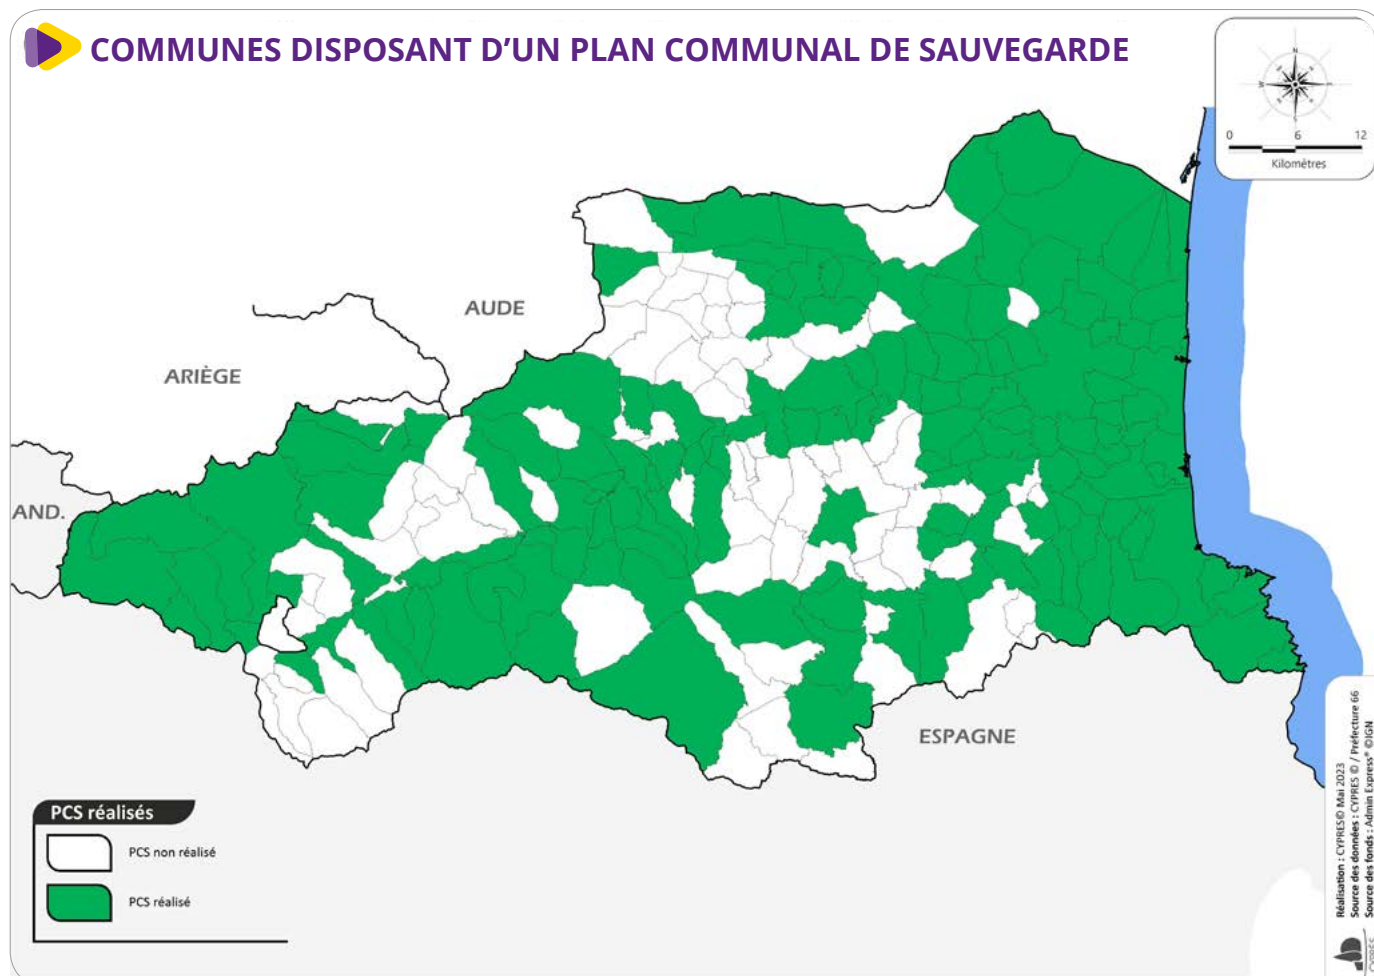 COMMUNES DISPOSANT D'UN PLAN COMMUNAL DE SAUVEGARDE
N
W
E
S
0 6 12
Kilomètres
AUDE
ARIÈGE
AND.
ESPAGNE
PCS réalisés
PCS non réalisé
PCS réalisé
Réalisation : CYPRES© Mai 2023
Source des données : CYPRES © / Préfecture 66
Source des fonds : Admin Express® ©IGN
CYPRES